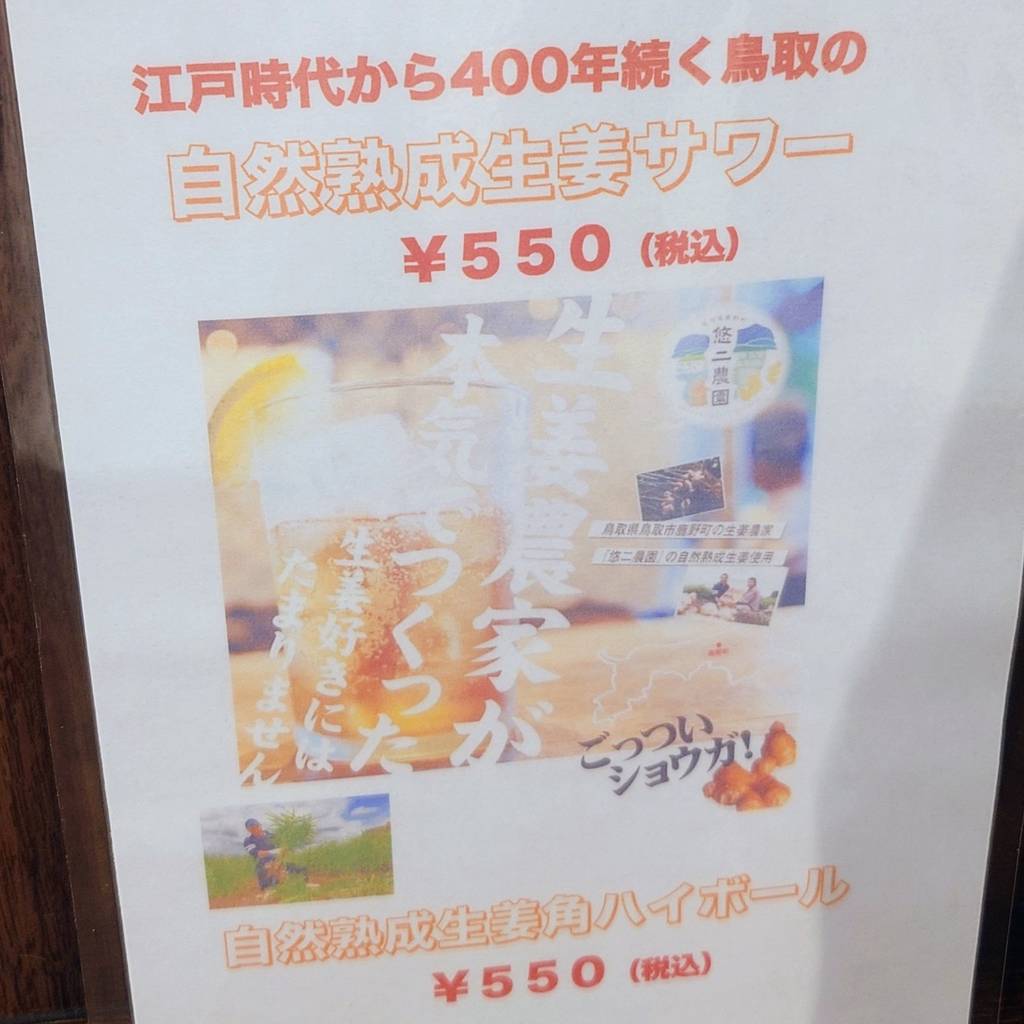 江戸時代から400年続く鳥取の
自然熟成生姜サワー
¥550(税込)
生姜農家が
本気でつくった
生姜好きには
たまりません
悠二農園
鳥取県鳥取市鹿野町の生姜農家
「悠二農園」の自然熟成生姜使用
ごっつい
ショウガ!
自然熟成生姜角ハイボール
¥550(税込)